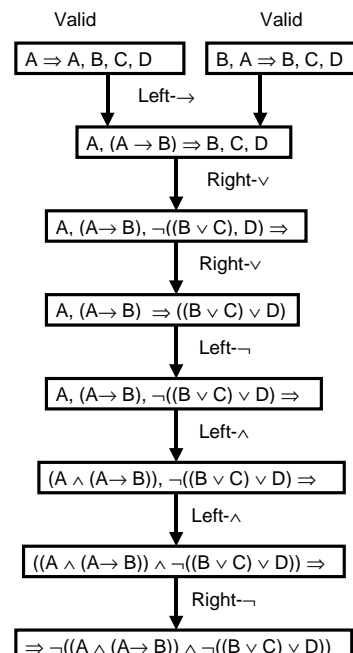 Valid Valid
A ⇒ A, B, C, D B, A ⇒ B, C, D
Left-→
A, (A → B) ⇒ B, C, D
Right-∨
A, (A→ B), ¬((B ∨ C), D) ⇒
Right-∨
A, (A→ B) ⇒ ((B ∨ C) ∨ D)
Left-¬
A, (A→ B), ¬((B ∨ C) ∨ D) ⇒
Left-∧
(A ∧ (A→ B)), ¬((B ∨ C) ∨ D) ⇒
Left-∧
((A ∧ (A→ B)) ∧ ¬((B ∨ C) ∨ D)) ⇒
Right-¬
⇒ ¬((A ∧ (A→ B)) ∧ ¬((B ∨ C) ∨ D))